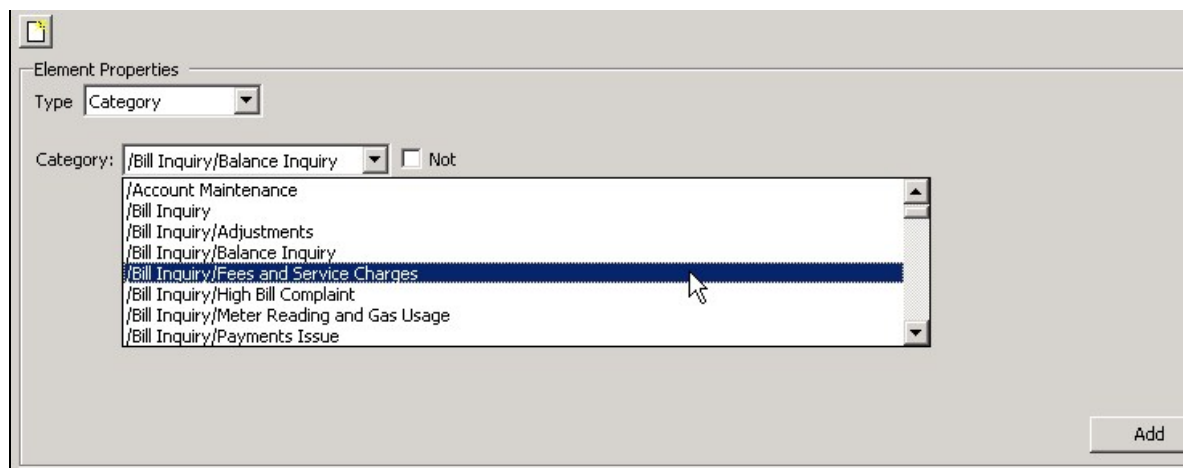 Element Properties
Type Category
Category: /Bill Inquiry/Balance Inquiry Not
/Account Maintenance
/Bill Inquiry
/Bill Inquiry/Adjustments
/Bill Inquiry/Balance Inquiry
/Bill Inquiry/Fees and Service Charges
/Bill Inquiry/High Bill Complaint
/Bill Inquiry/Meter Reading and Gas Usage
/Bill Inquiry/Payments Issue
Add